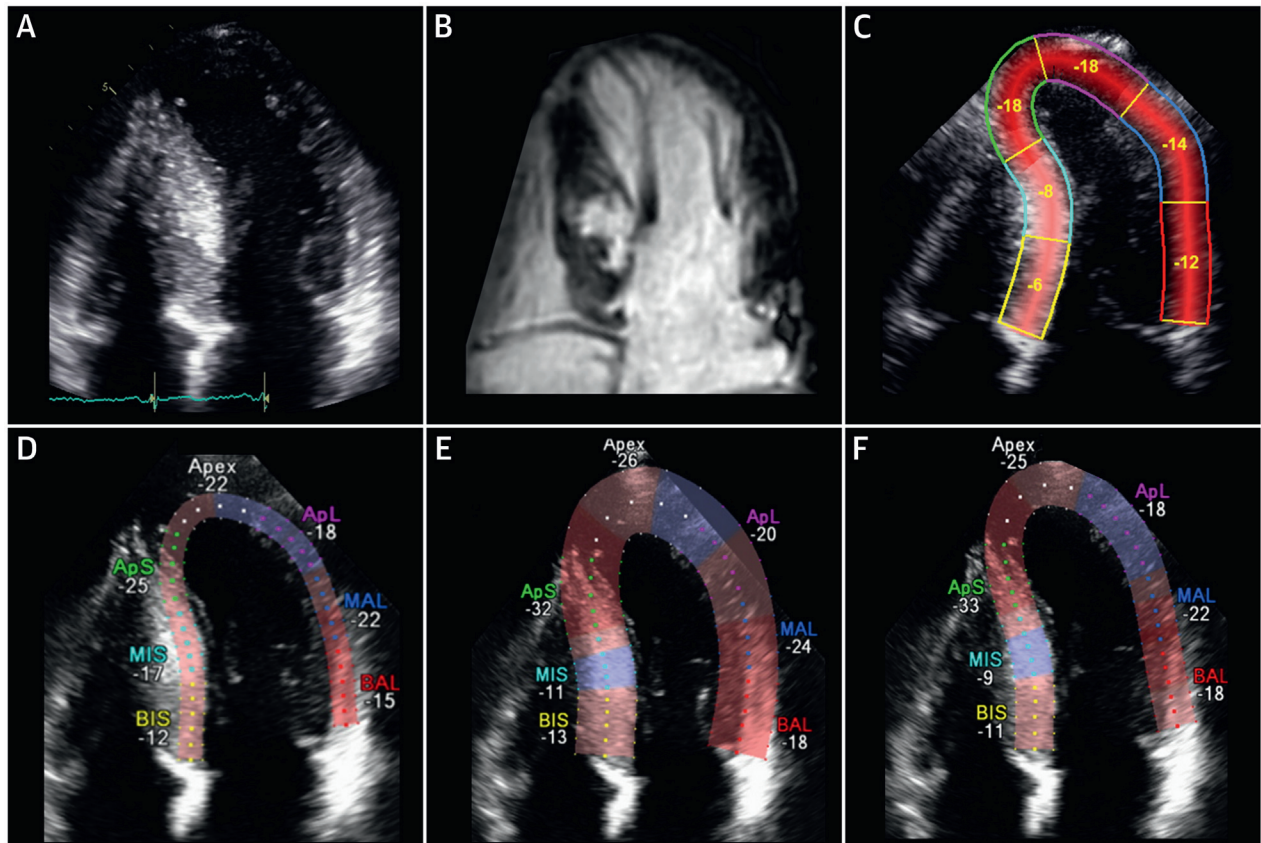 A
5
B
C
-18
-18
-14
-8
-12
-6
D
Apex
-22
ApL
-18
ApS
-25
MAL
-22
MIS
-17
BAL
-15
BIS
-12
E
Apex
-26
ApL
-20
ApS
-32
MAL
-24
MIS
-11
BAL
-18
BIS
-13
F
Apex
-25
ApL
-18
ApS
-33
MAL
-22
MIS
-9
BAL
-18
BIS
-11